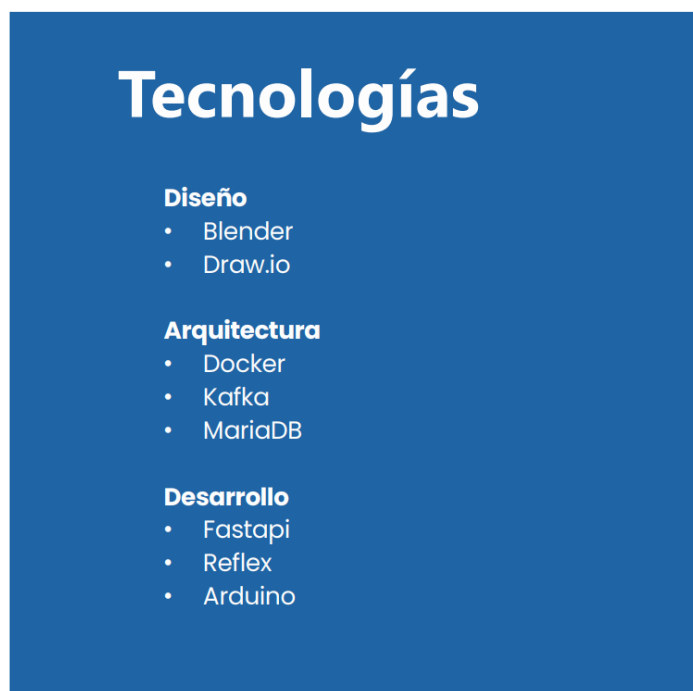 Tecnologías
Diseño
• Blender
• Draw.io
Arquitectura
• Docker
• Kafka
• MariaDB
Desarrollo
• Fastapi
• Reflex
• Arduino